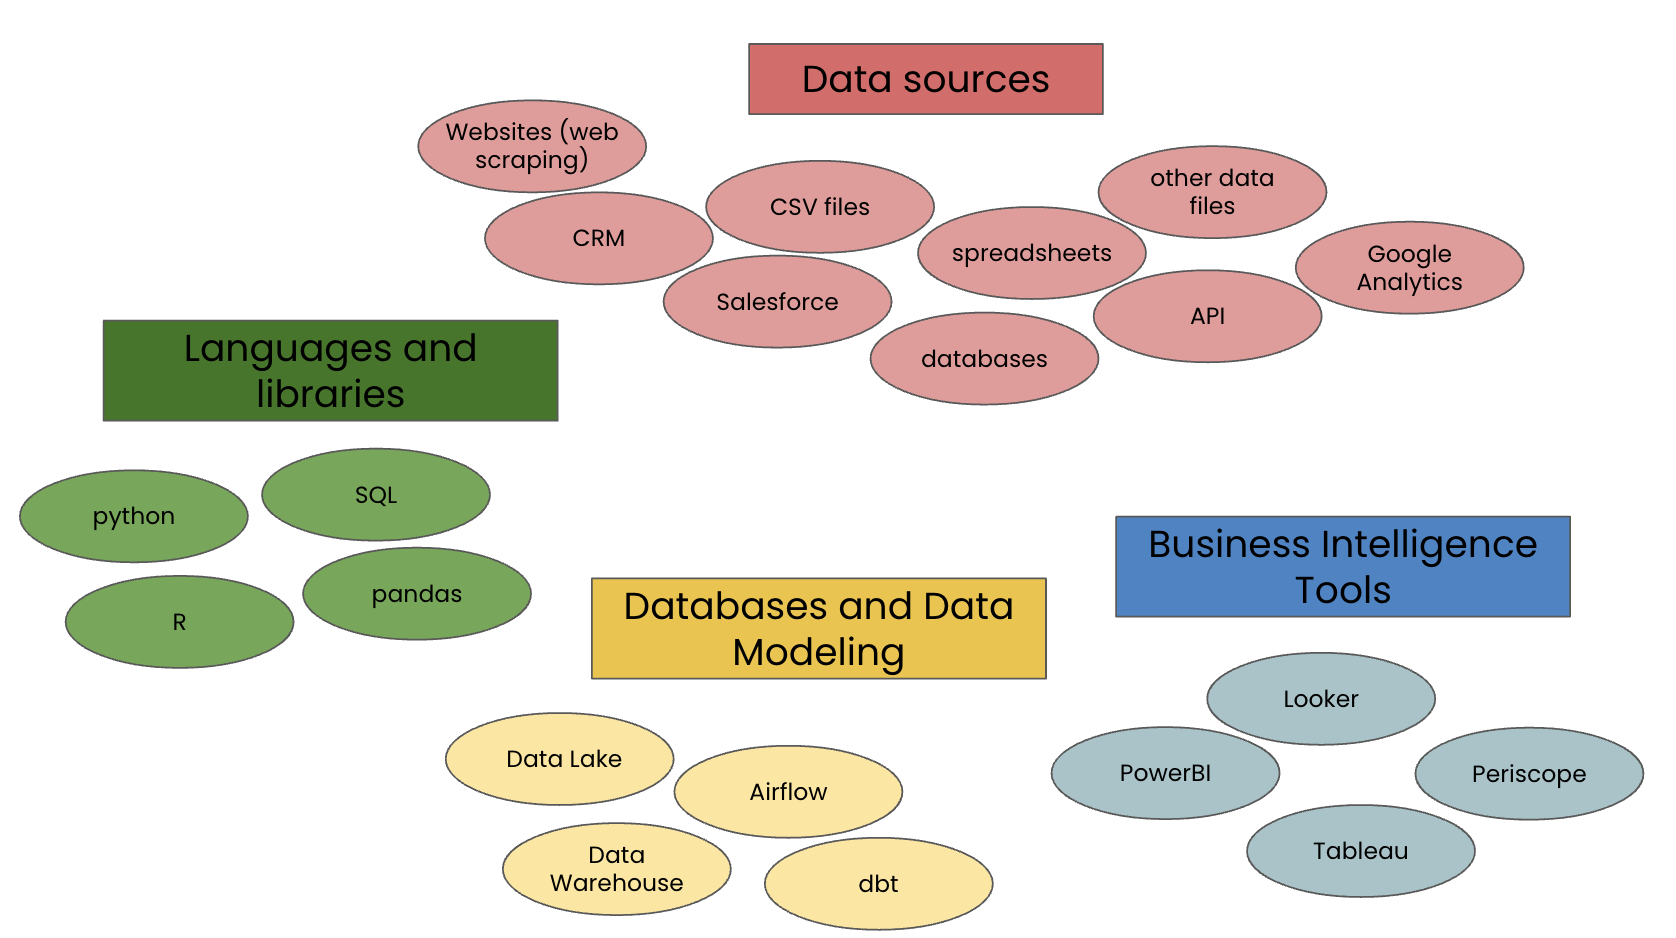 Data sources
Websites (web
scraping)
CRM
CSV files
Salesforce
spreadsheets
databases
other data
files
API
Google
Analytics
Languages and
libraries
python
SQL
R
pandas
Databases and Data
Modeling
Data Lake
Airflow
Data
Warehouse
dbt
Business Intelligence
Tools
Looker
PowerBI
Periscope
Tableau